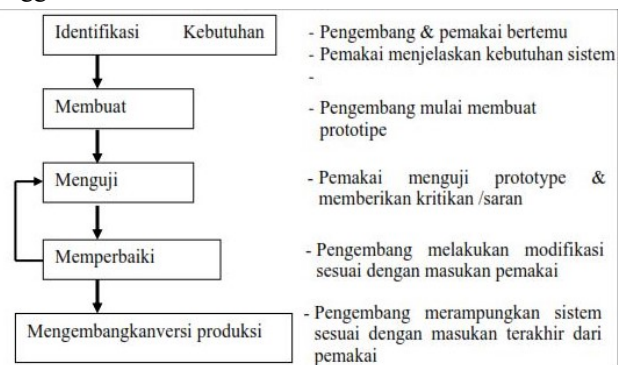 Identifikasi Kebutuhan
- Pengembang & pemakai bertemu
- Pemakai menjelaskan kebutuhan sistem
-
Membuat
- Pengembang mulai membuat
prototipe
Menguji
- Pemakai menguji prototype &
memberikan kritikan /saran
Memperbaiki
- Pengembang melakukan modifikasi
sesuai dengan masukan pemakai
Mengembangkanversi produksi
- Pengembang merampungkan sistem
sesuai dengan masukan terakhir dari
pemakai